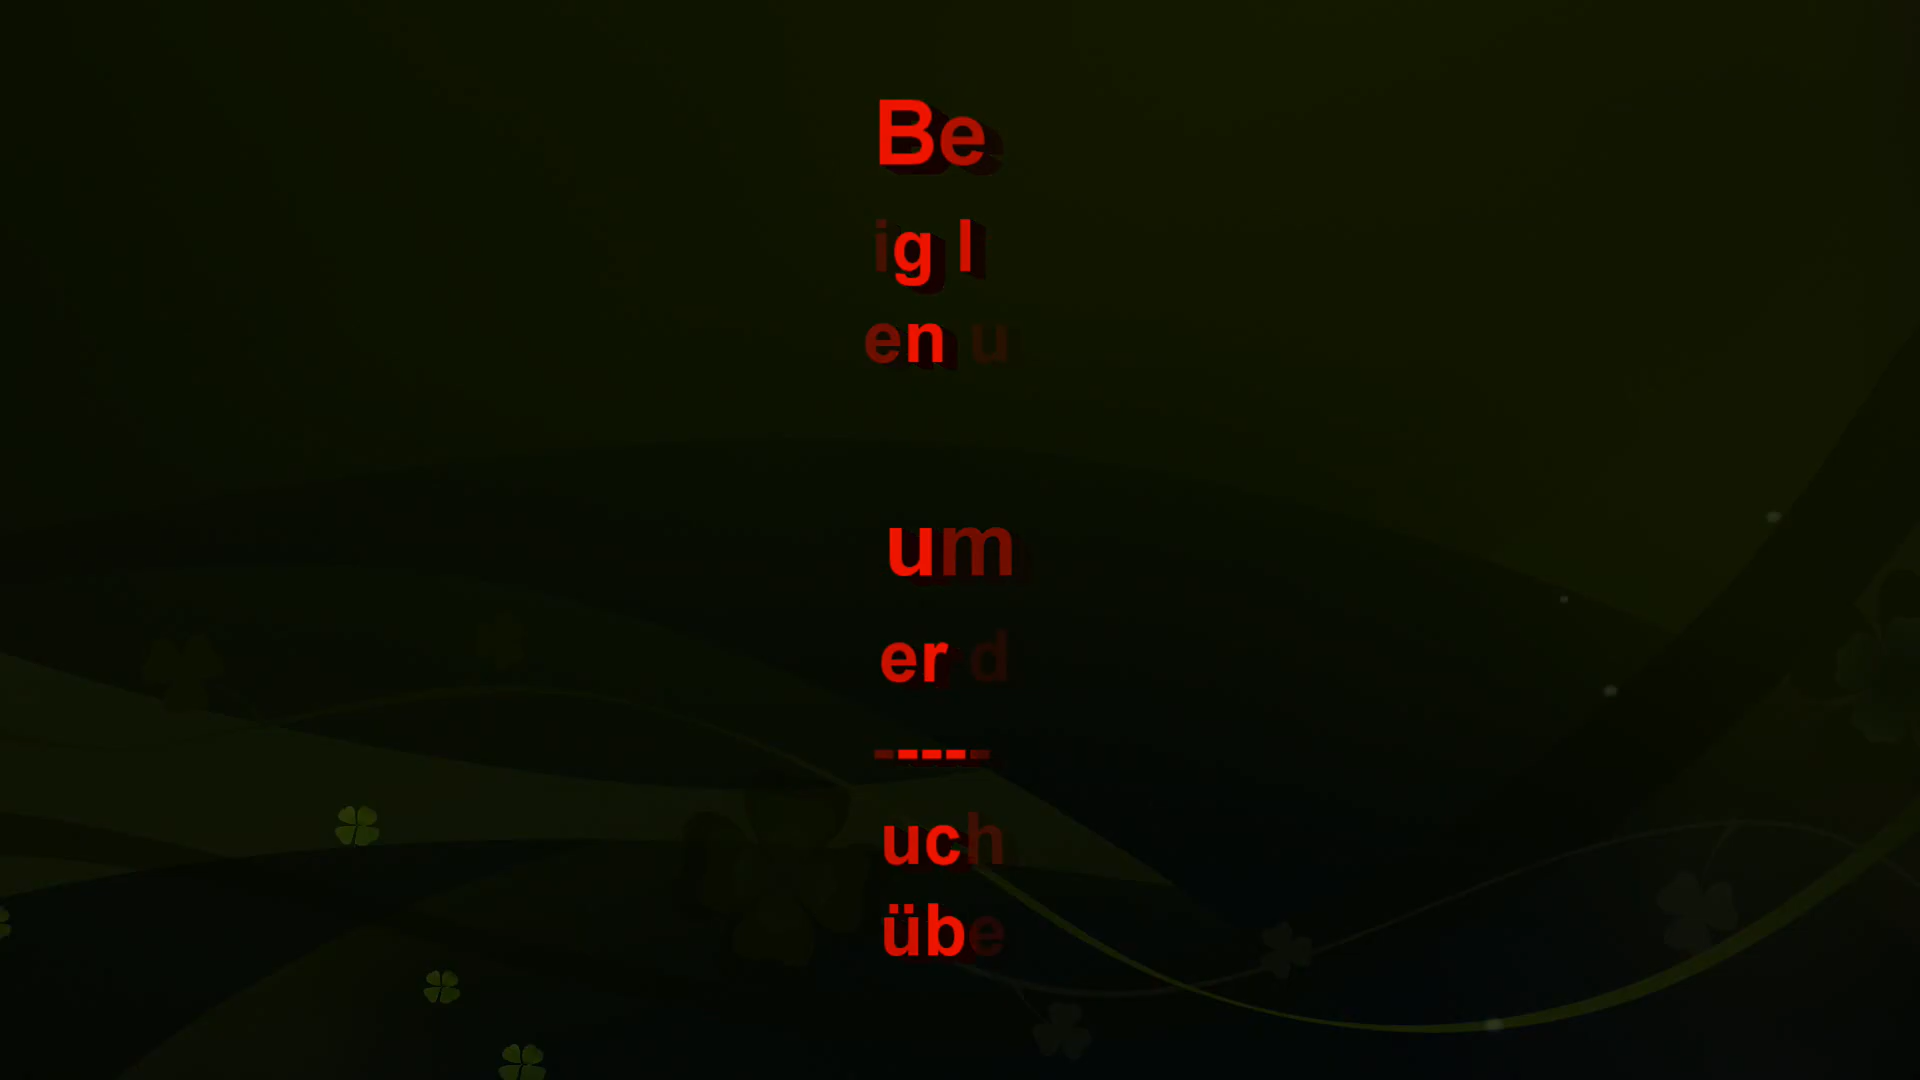 Be
ig l
en u
um
er d
-----
uch
übe